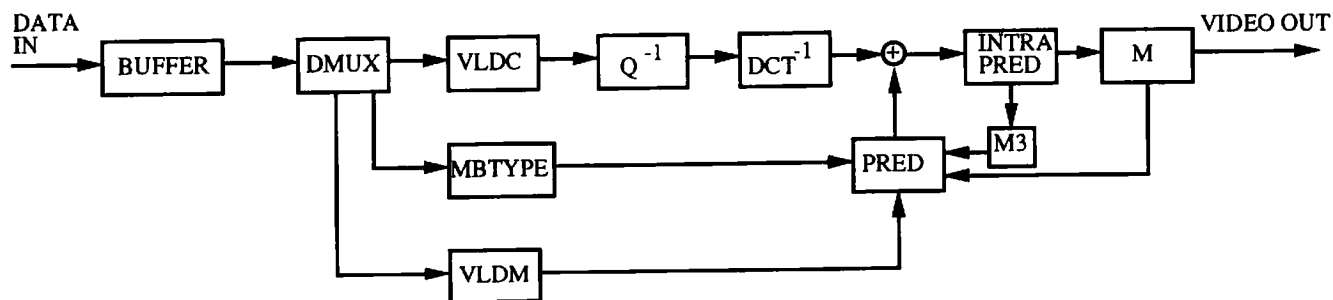 DATA
IN
BUFFER
DMUX
VLDC
Q⁻¹
DCT⁻¹
+
INTRA
PRED
M
VIDEO OUT
M3
MBTYPE
PRED
VLDM